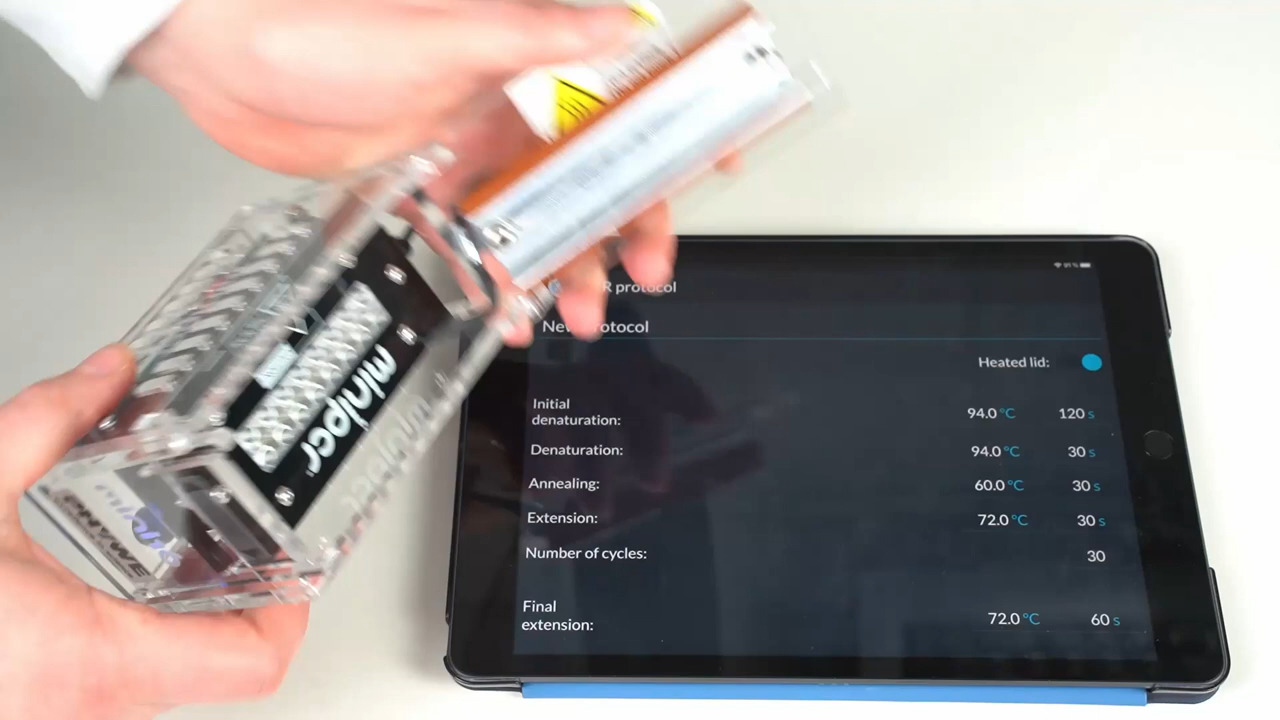 R protocol
New protocol
Heated lid:
Initial
denaturation: 94.0 °C 120 s
Denaturation: 94.0 °C 30 s
Annealing: 60.0 °C 30 s
Extension: 72.0 °C 30 s
Number of cycles: 30
Final
extension: 72.0 °C 60 s
miniper
PHYWE